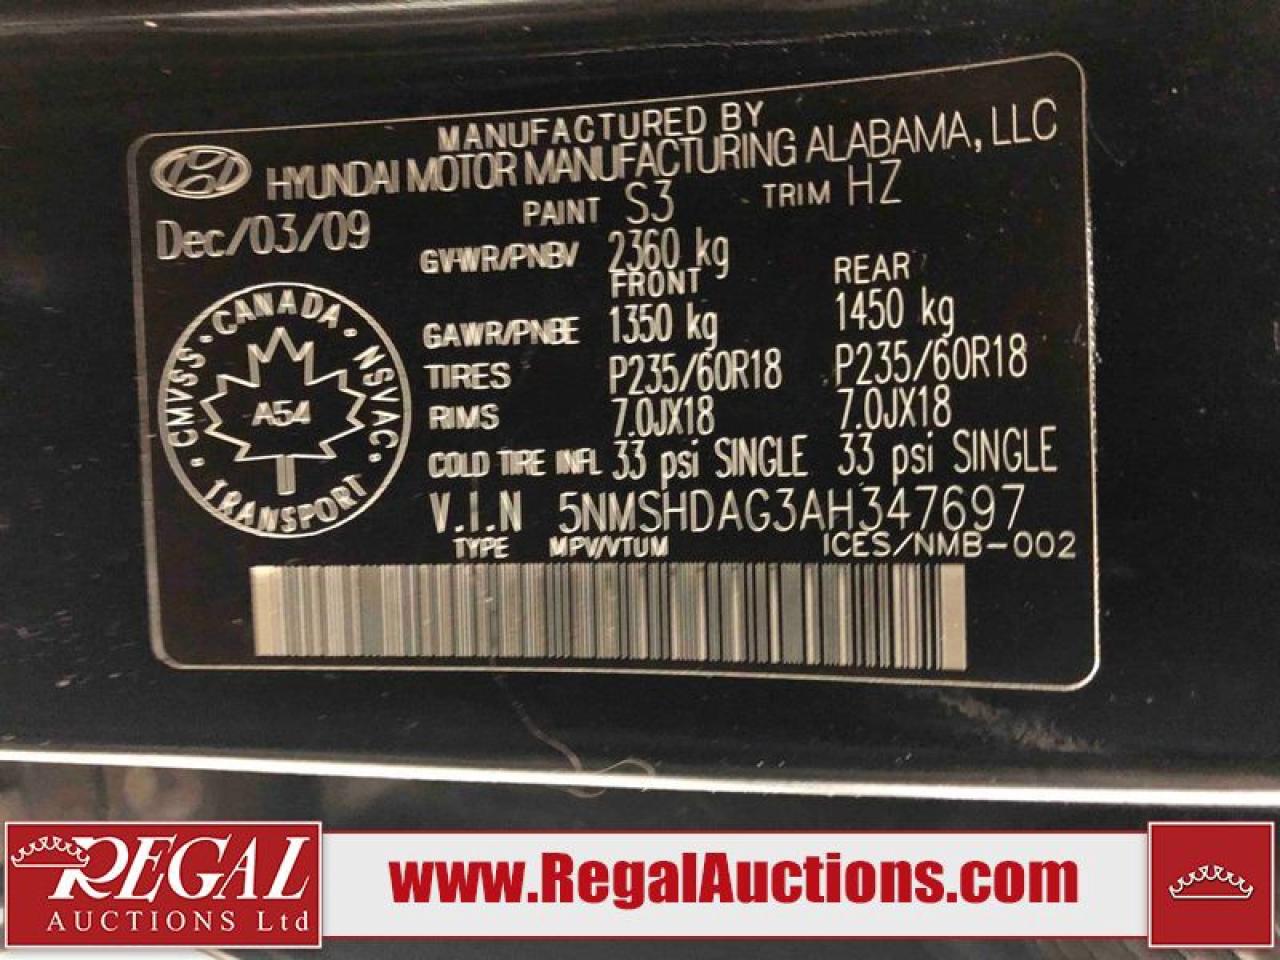 MANUFACTURED BY
HYUNDAI MOTOR MANUFACTURING ALABAMA, LLC
Dec/03/09
PAINT S3 TRIM HZ
GVWR/PNBV 2360 kg
FRONT REAR
GAWR/PNBE 1350 kg 1450 kg
TIRES P235/60R18 P235/60R18
RIMS 7.0JX18 7.0JX18
COLD TIRE INFL 33 psi SINGLE 33 psi SINGLE
V.I.N 5NMSHDAG3AH347697
TYPE MPV/VTUM ICES/NMB-002
CANADA · NSVAC · TRANSPORT · CMVSS ·
A54
REGAL
AUCTIONS Ltd
www.RegalAuctions.com